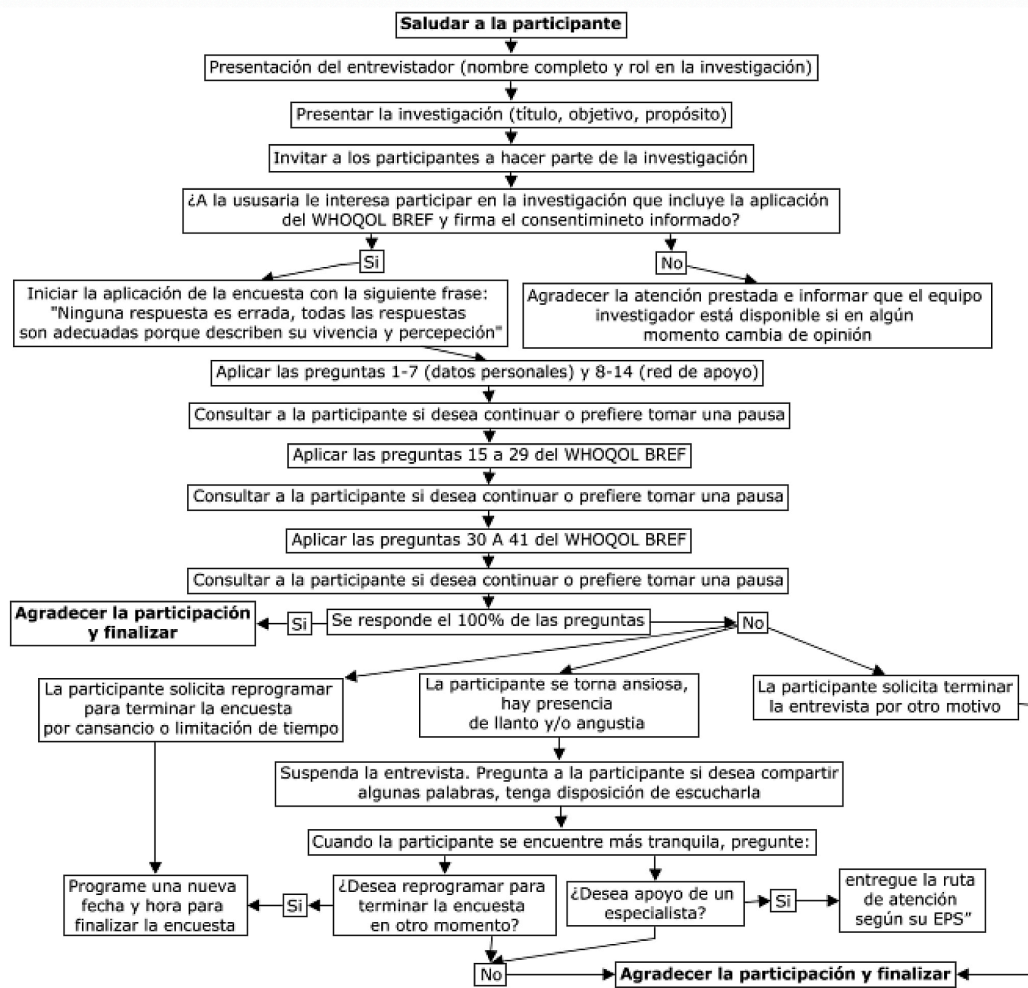 Saludar a la participante
Presentación del entrevistador (nombre completo y rol en la investigación)
Presentar la investigación (título, objetivo, propósito)
Invitar a los participantes a hacer parte de la investigación
¿A la ususaria le interesa participar en la investigación que incluye la aplicación
del WHOQOL BREF y firma el consentimineto informado?
Si
No
Iniciar la aplicación de la encuesta con la siguiente frase:
"Ninguna respuesta es errada, todas las respuestas
son adecuadas porque describen su vivencia y percepeción"
Agradecer la atención prestada e informar que el equipo
investigador está disponible si en algún
momento cambia de opinión
Aplicar las preguntas 1-7 (datos personales) y 8-14 (red de apoyo)
Consultar a la participante si desea continuar o prefiere tomar una pausa
Aplicar las preguntas 15 a 29 del WHOQOL BREF
Consultar a la participante si desea continuar o prefiere tomar una pausa
Aplicar las preguntas 30 A 41 del WHOQOL BREF
Consultar a la participante si desea continuar o prefiere tomar una pausa
Agradecer la participación
y finalizar
Si
Se responde el 100% de las preguntas
No
La participante solicita reprogramar
para terminar la encuesta
por cansancio o limitación de tiempo
La participante se torna ansiosa,
hay presencia
de llanto y/o angustia
La participante solicita terminar
la entrevista por otro motivo
Suspenda la entrevista. Pregunta a la participante si desea compartir
algunas palabras, tenga disposición de escucharla
Cuando la participante se encuentre más tranquila, pregunte:
Programe una nueva
fecha y hora para
finalizar la encuesta
Si
¿Desea reprogramar para
terminar la encuesta
en otro momento?
¿Desea apoyo de un
especialista?
Si
entregue la ruta
de atención
según su EPS”
No
Agradecer la participación y finalizar